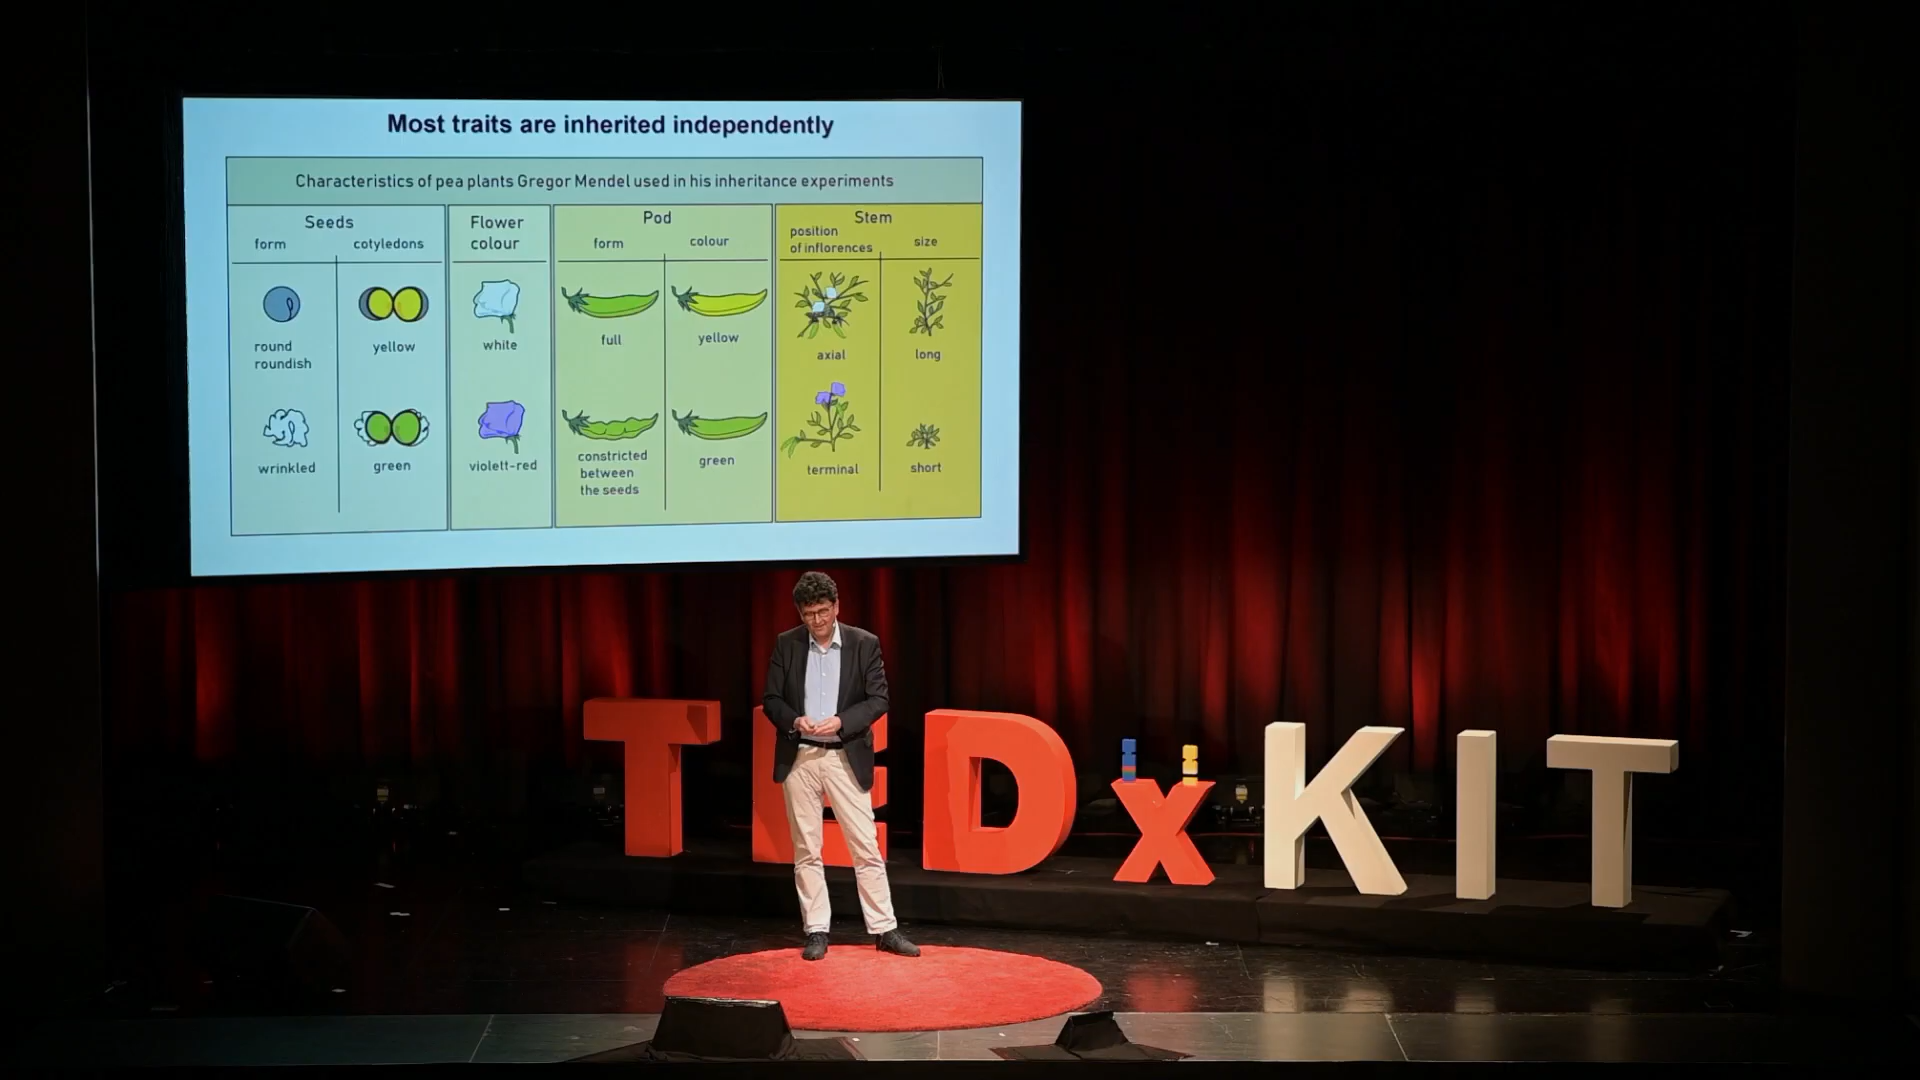 Most traits are inherited independently
Characteristics of pea plants Gregor Mendel used in his inheritance experiments
Seeds
form
cotyledons
round
roundish
yellow
wrinkled
green
Flower
colour
white
violett-red
Pod
form
colour
full
yellow
constricted
between
the seeds
green
Stem
position
of inflorences
size
axial
long
terminal
short
TEDxKIT